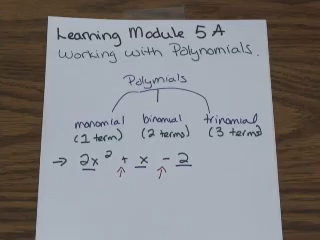 Learning Module 5A
Working with Polynomials.
Polymials
monomial binomial trinomial
(1 term) (2 terms) (3 terms)
→ 2x² + x - 2